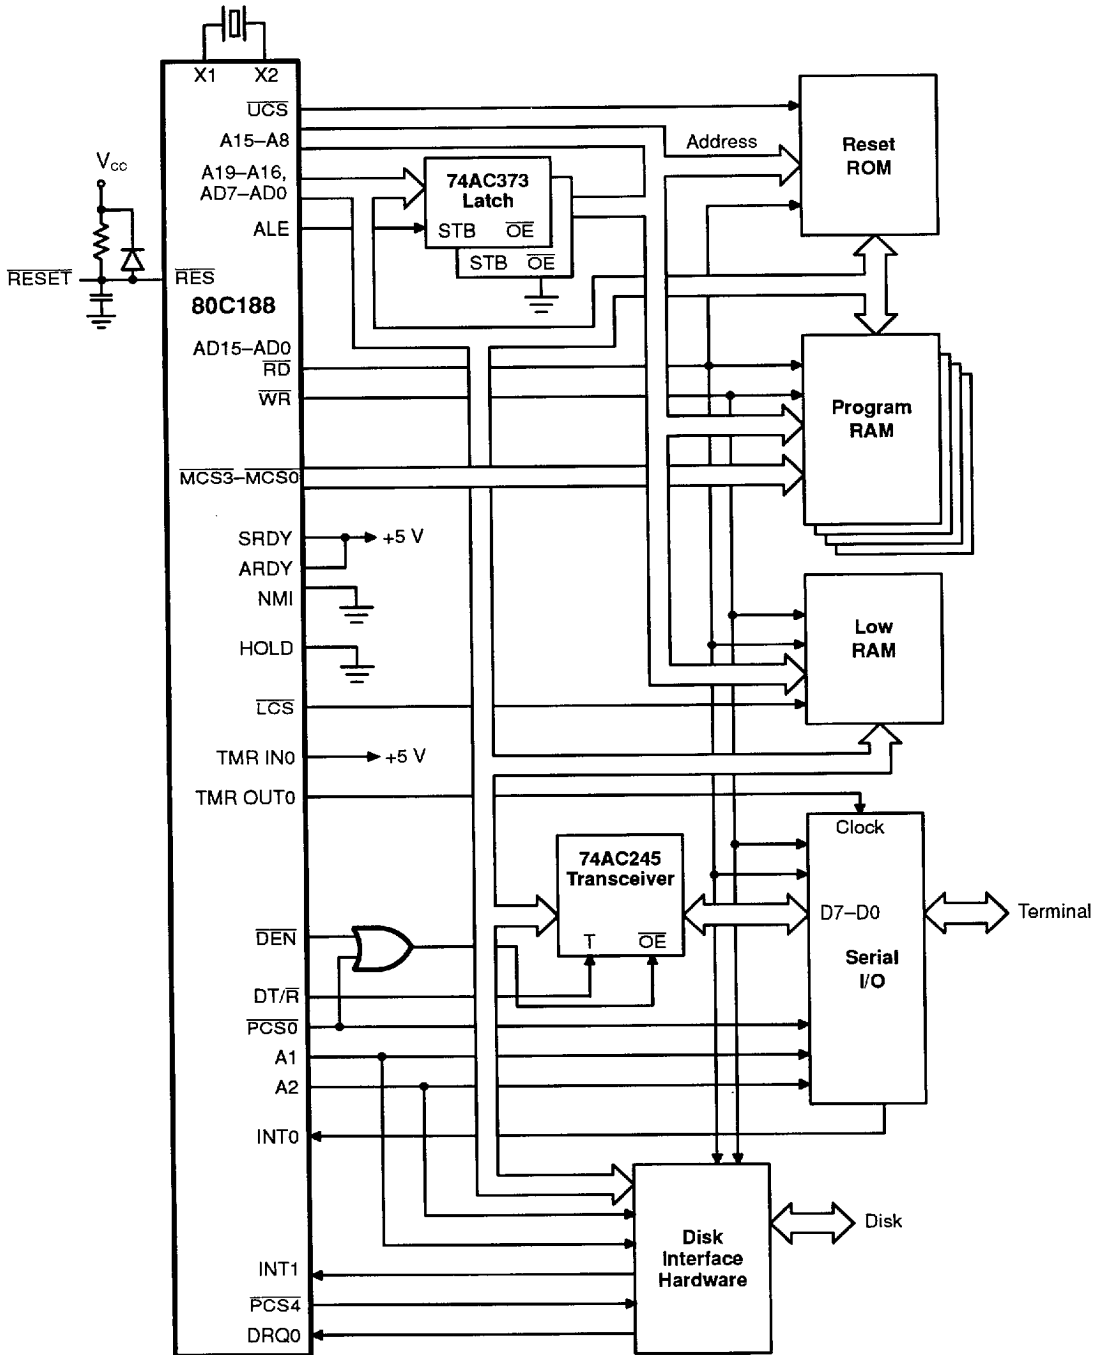 X1 X2
UCS
A15–A8
Address
Reset
ROM
VCC
A19–A16,
AD7–AD0
74AC373
Latch
ALE
STB OE
STB OE
RESET
RES
80C188
AD15–AD0
RD
WR
Program
RAM
MCS3–MCS0
SRDY
+5 V
ARDY
NMI
Low
RAM
HOLD
LCS
TMR IN0
+5 V
TMR OUT0
Clock
74AC245
Transceiver
D7–D0
Terminal
DEN
T OE
Serial
I/O
DT/R
PCS0
A1
A2
INT0
Disk
Disk
Interface
Hardware
INT1
PCS4
DRQ0